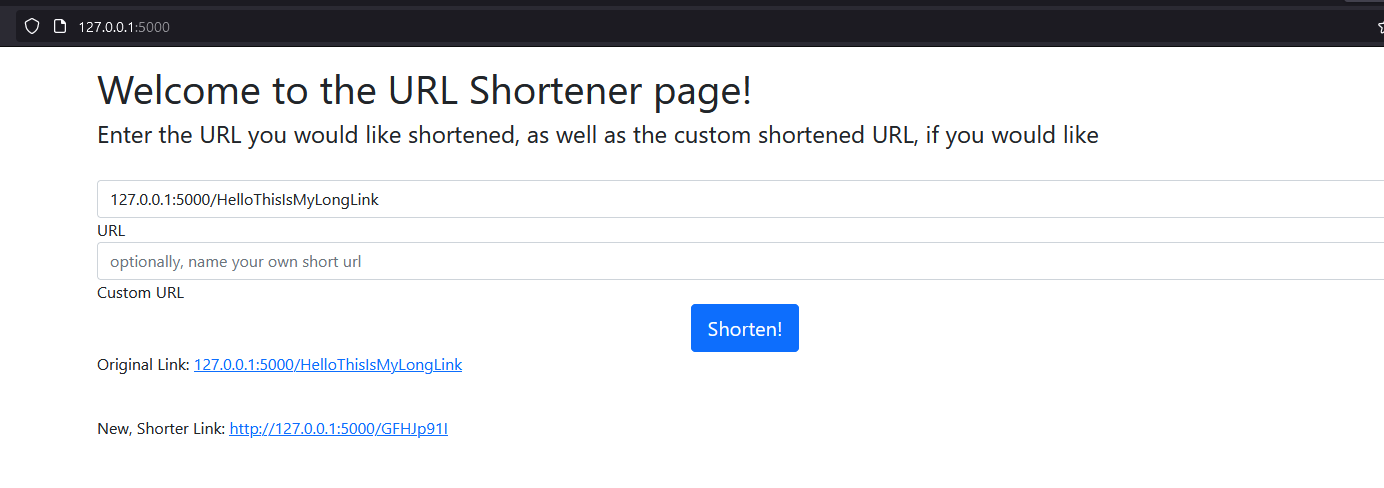 127.0.0.1:5000
Welcome to the URL Shortener page!
Enter the URL you would like shortened, as well as the custom shortened URL, if you would like
127.0.0.1:5000/HelloThisIsMyLongLink
URL
optionally, name your own short url
Custom URL
Shorten!
Original Link: 127.0.0.1:5000/HelloThisIsMyLongLink
New, Shorter Link: http://127.0.0.1:5000/GFHJp91I